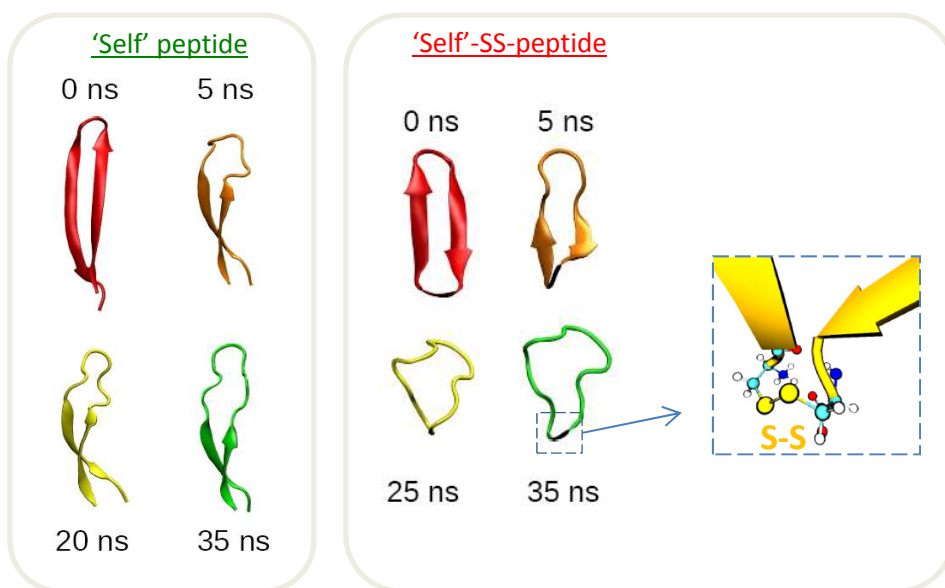 ‘Self’ peptide
0 ns 5 ns
20 ns 35 ns
‘Self’-SS-peptide
0 ns 5 ns
25 ns 35 ns
S-S